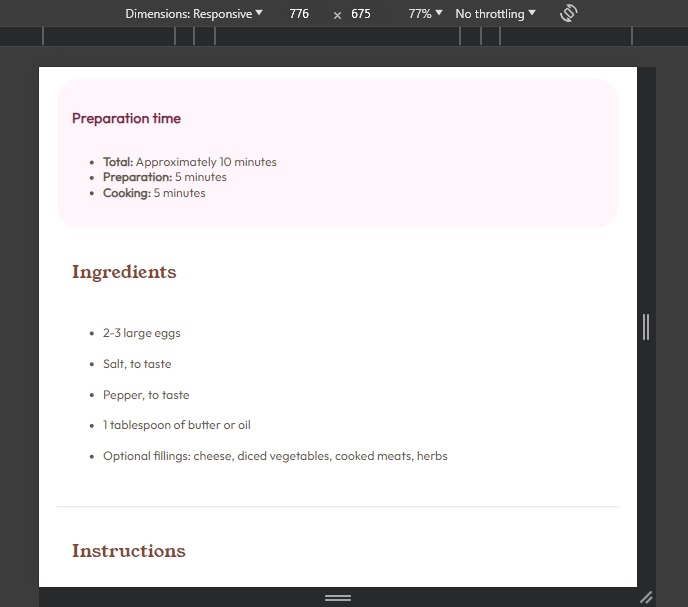 Dimensions: Responsive 776 × 675 77% No throttling
Preparation time
Total: Approximately 10 minutes
Preparation: 5 minutes
Cooking: 5 minutes
Ingredients
2-3 large eggs
Salt, to taste
Pepper, to taste
1 tablespoon of butter or oil
Optional fillings: cheese, diced vegetables, cooked meats, herbs
Instructions